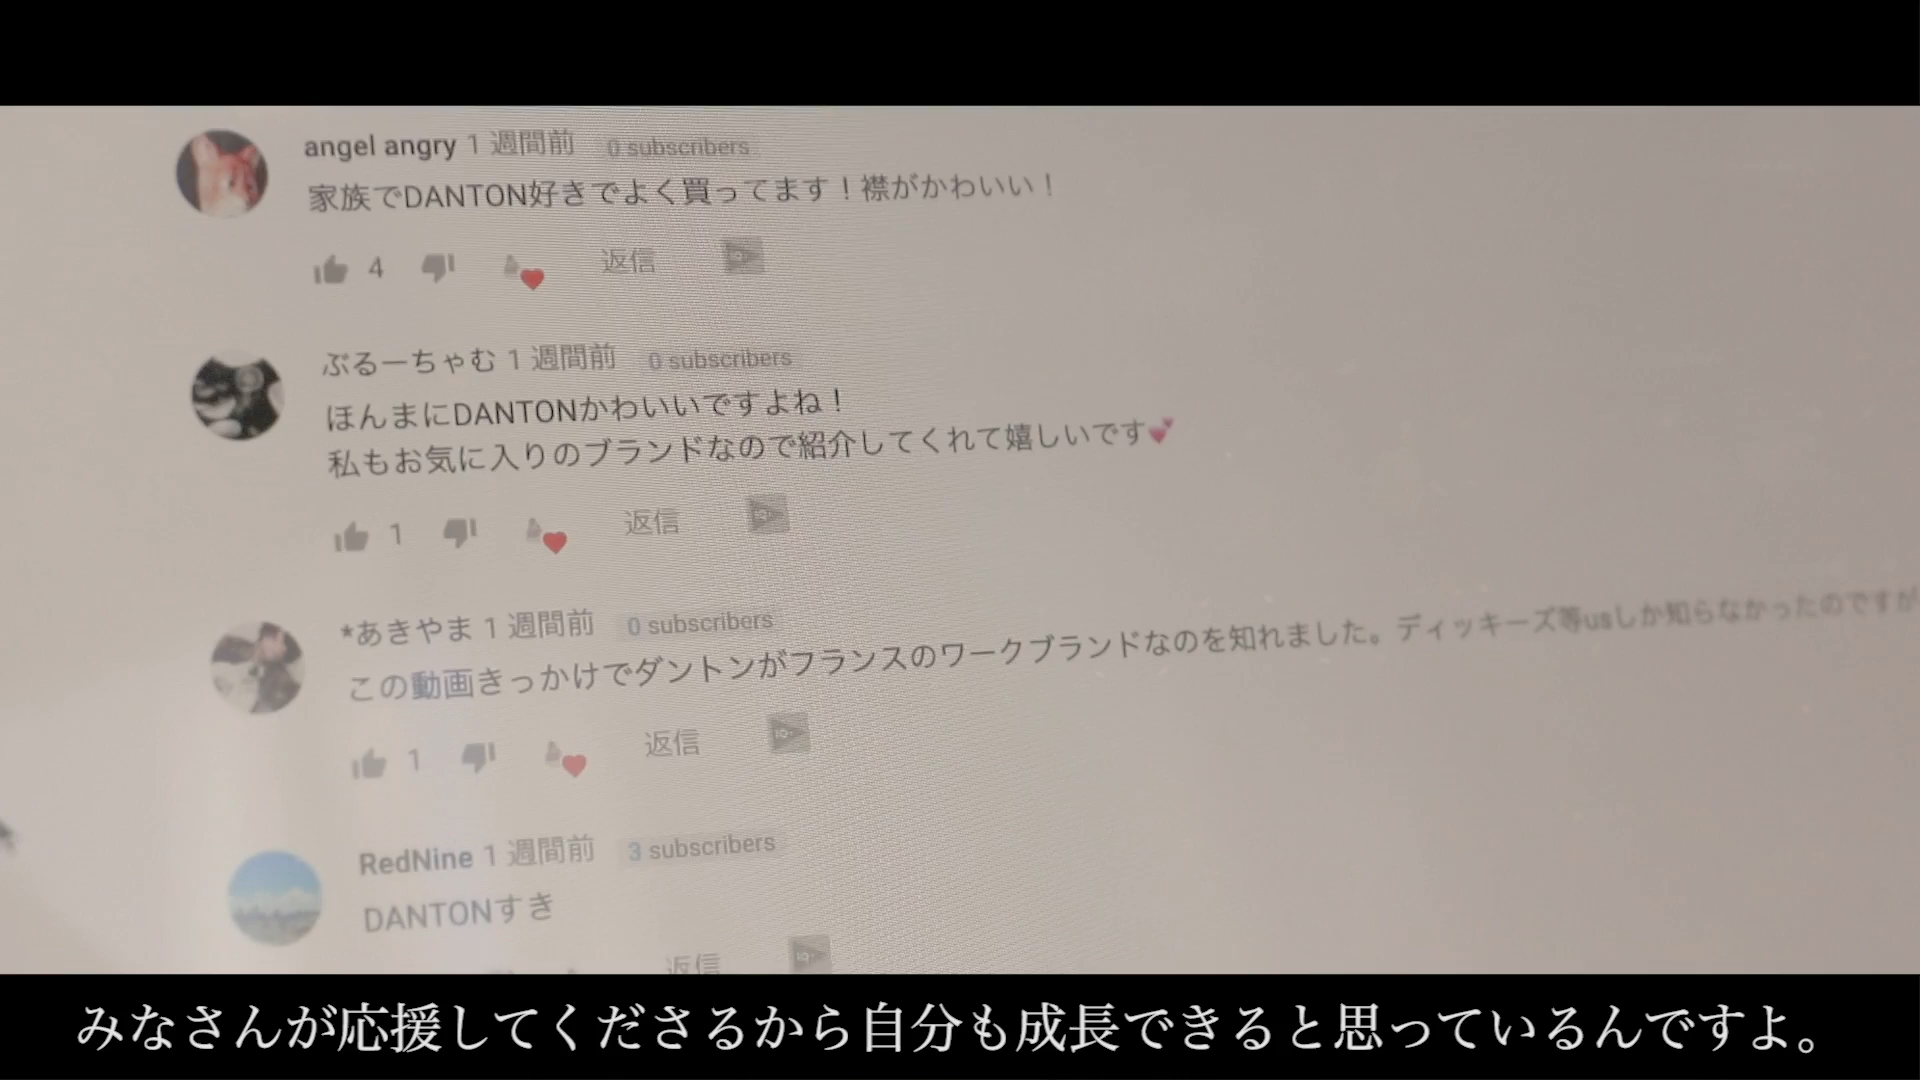 angel angry 1 週間前 0 subscribers
家族でDANTON好きでよく買ってます！襟がかわいい！
4 返信
ぶるーちゃむ 1 週間前 0 subscribers
ほんまにDANTONかわいいですよね！
私もお気に入りのブランドなので紹介してくれて嬉しいです💕
1 返信
*あきやま 1 週間前 0 subscribers
この動画きっかけでダントンがフランスのワークブランドなのを知れました。ディッキーズ等usしか知らなかったのですが
1 返信
RedNine 1 週間前 3 subscribers
DANTONすき
返信
みなさんが応援してくださるから自分も成長できると思っているんですよ。